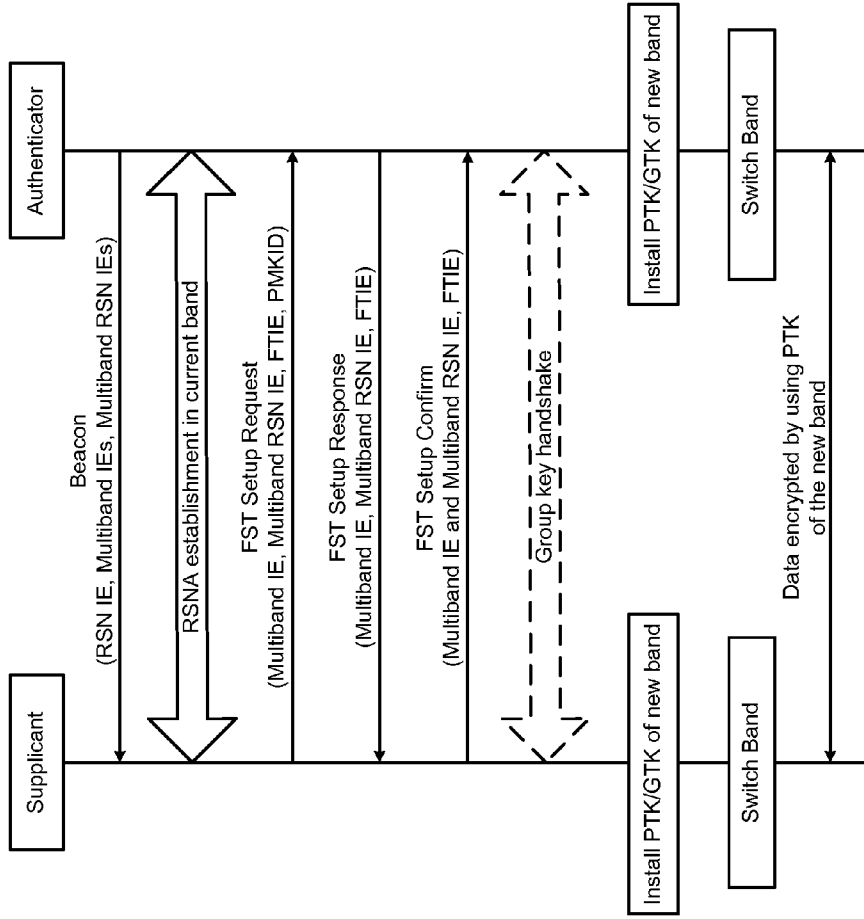 Supplicant
Authenticator
Beacon
(RSN IE, Multiband IEs, Multiband RSN IEs)
RSNA establishment in current band
FST Setup Request
(Multiband IE, Multiband RSN IE, FTIE, PMKID)
FST Setup Response
(Multiband IE, Multiband RSN IE, FTIE)
FST Setup Confirm
(Multiband IE and Multiband RSN IE, FTIE)
Group key handshake
Install PTK/GTK of new band
Install PTK/GTK of new band
Switch Band
Switch Band
Data encrypted by using PTK
of the new band